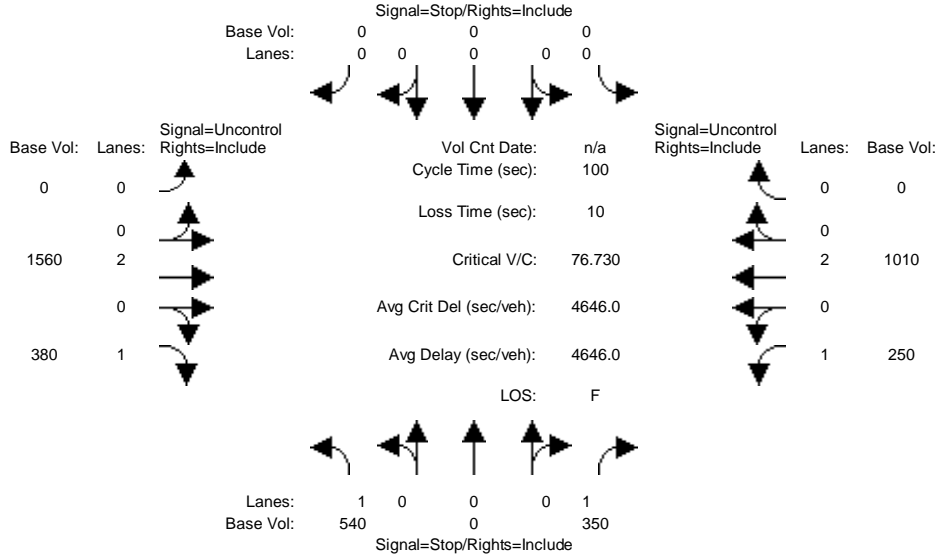 Signal=Stop/Rights=Include
Base Vol: 0 0 0
Lanes: 0 0 0 0 0
Signal=Uncontrol Signal=Uncontrol
Base Vol: Lanes: Rights=Include Vol Cnt Date: n/a Rights=Include Lanes: Base Vol:
Cycle Time (sec): 100
0 0 0 0
Loss Time (sec): 10
0 0
1560 2 Critical V/C: 76.730 2 1010
0 Avg Crit Del (sec/veh): 4646.0 0
380 1 Avg Delay (sec/veh): 4646.0 1 250
LOS: F
Lanes: 1 0 0 0 1
Base Vol: 540 0 350
Signal=Stop/Rights=Include